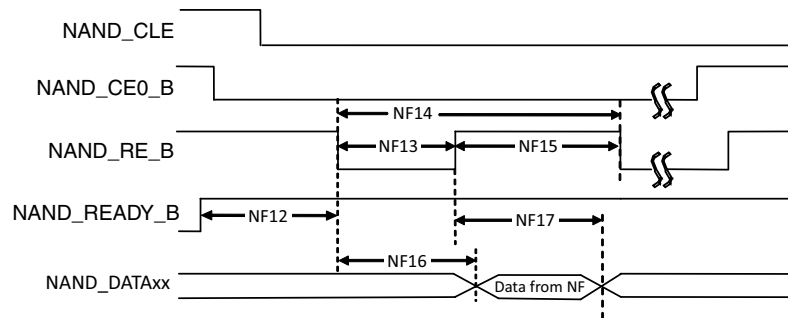 NAND_CLE
NAND_CE0_B
NF14
NAND_RE_B
NF13
NF15
NAND_READY_B
NF12
NF17
NF16
NAND_DATAxx
Data from NF